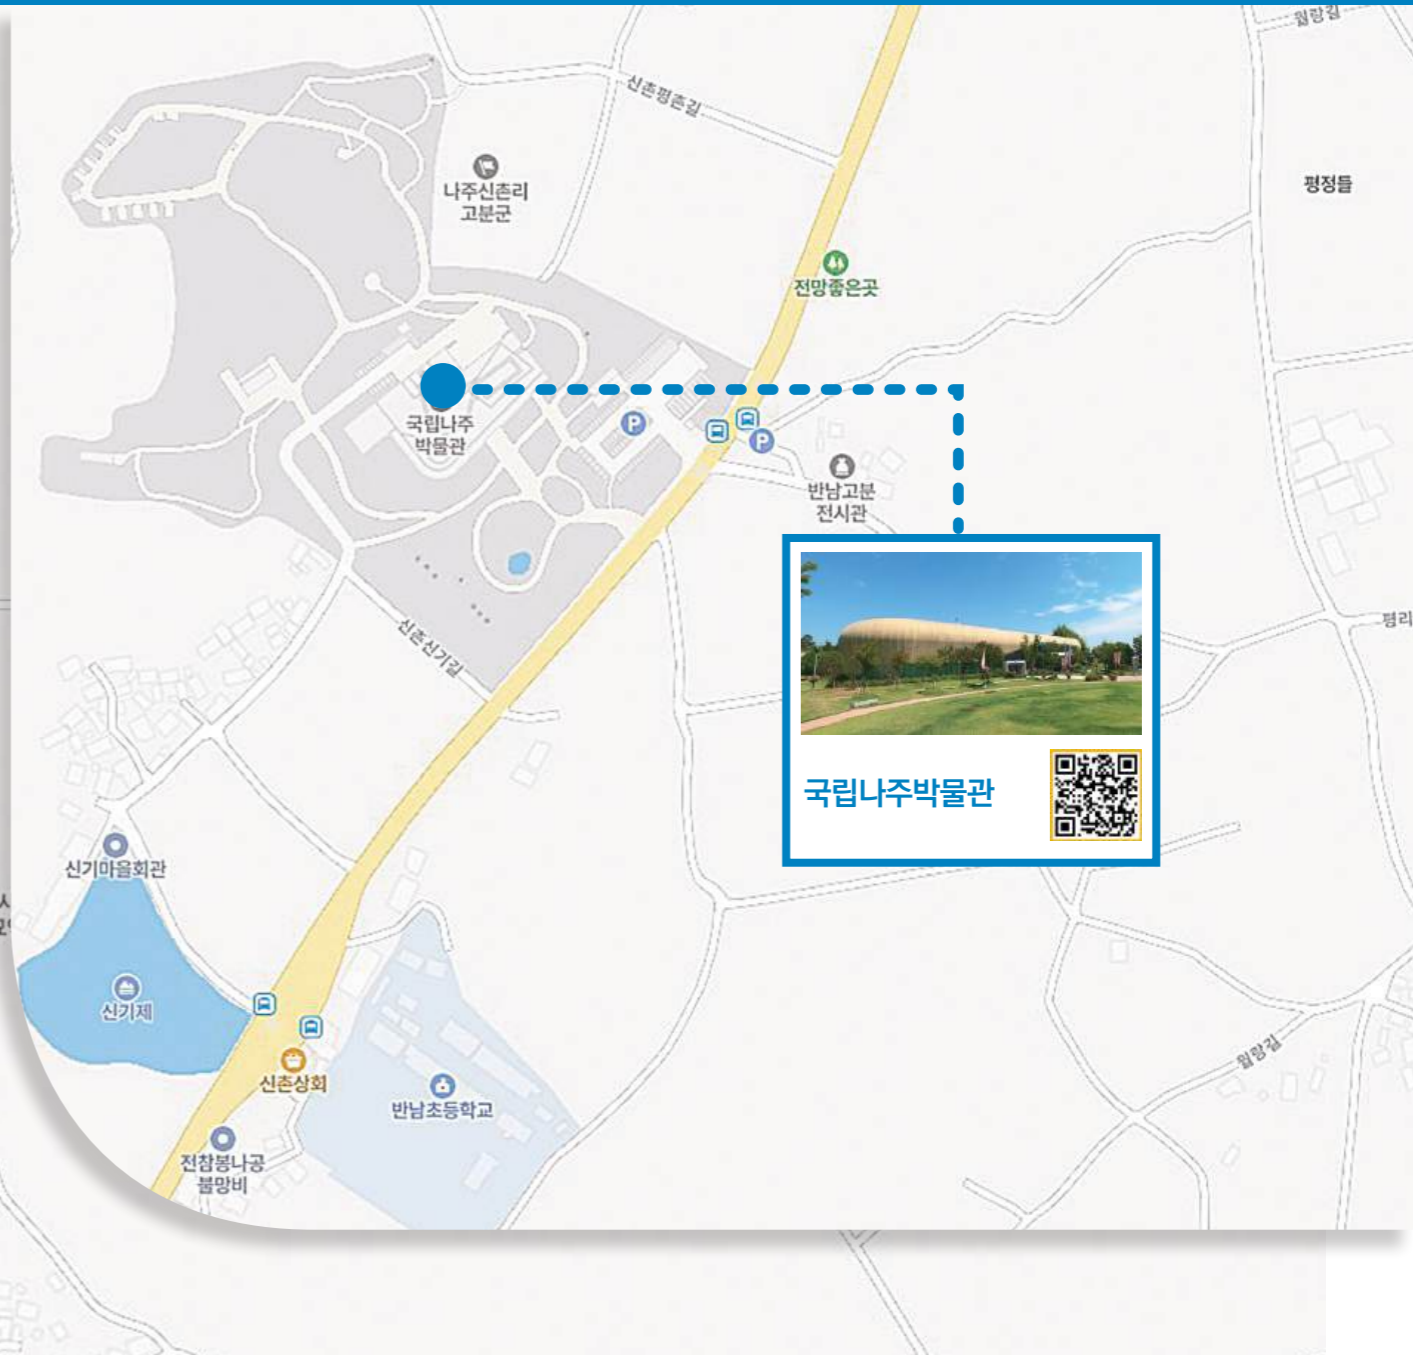 월랑길
신촌평촌길
나주신촌리
고분군
평정들
전망좋은곳
국립나주
박물관
P
P
반남고분
전시관
신촌신기길
평리
국립나주박물관
신기마을회관
신기제
신촌상회
반남초등학교
월랑길
전참봉나공
불망비